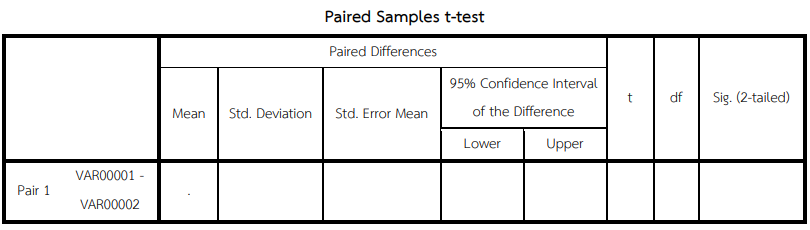 Paired Samples t-test
Paired Differences
95% Confidence Interval
of the Difference
Mean
Std. Deviation
Std. Error Mean
Lower
Upper
t
df
Sig. (2-tailed)
Pair 1
VAR00001 -
VAR00002
.